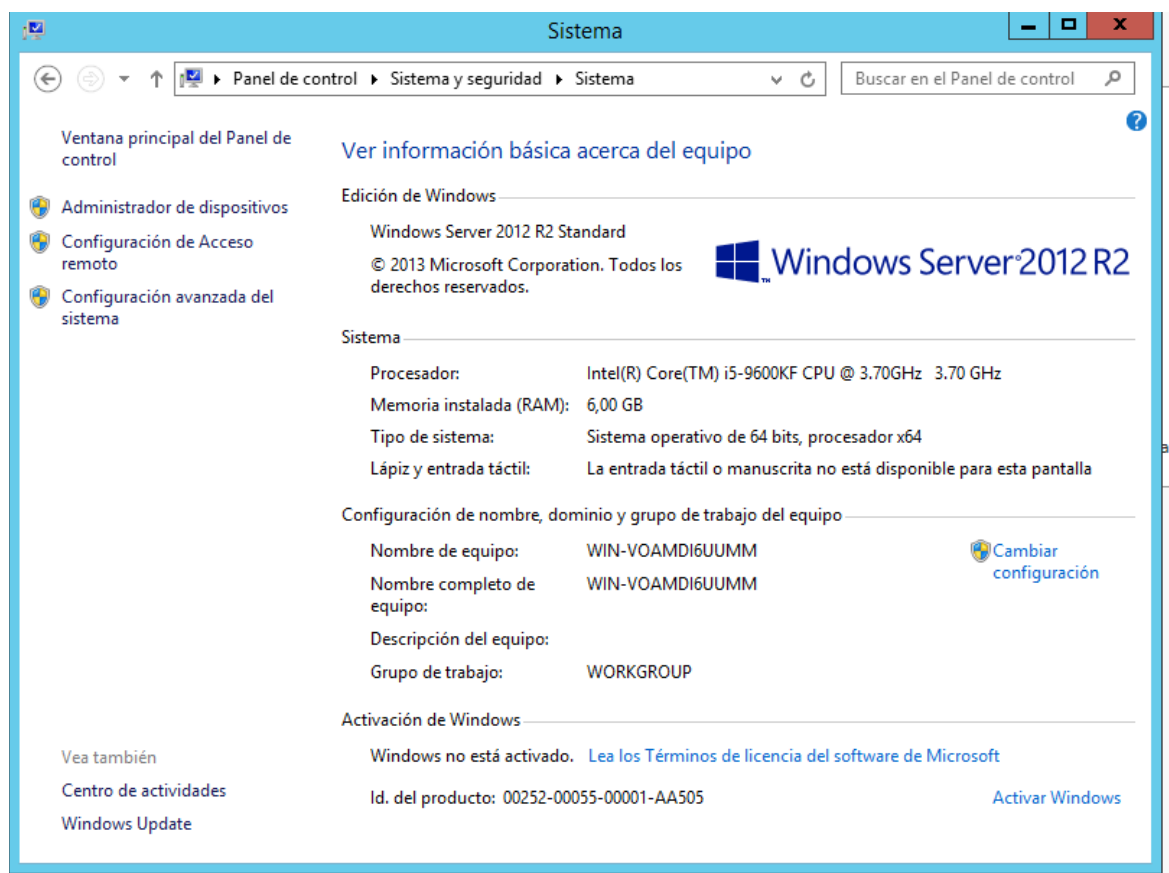 Sistema
Panel de control ▸ Sistema y seguridad ▸ Sistema
Buscar en el Panel de control
Ventana principal del Panel de
control
Administrador de dispositivos
Configuración de Acceso
remoto
Configuración avanzada del
sistema
Ver información básica acerca del equipo
Edición de Windows
Windows Server 2012 R2 Standard
© 2013 Microsoft Corporation. Todos los
derechos reservados.
Windows Server 2012 R2
Sistema
Procesador: Intel(R) Core(TM) i5-9600KF CPU @ 3.70GHz 3.70 GHz
Memoria instalada (RAM): 6,00 GB
Tipo de sistema: Sistema operativo de 64 bits, procesador x64
Lápiz y entrada táctil: La entrada táctil o manuscrita no está disponible para esta pantalla
Configuración de nombre, dominio y grupo de trabajo del equipo
Nombre de equipo: WIN-VOAMDI6UUMM
Cambiar
configuración
Nombre completo de
equipo:
WIN-VOAMDI6UUMM
Descripción del equipo:
Grupo de trabajo: WORKGROUP
Activación de Windows
Windows no está activado. Lea los Términos de licencia del software de Microsoft
Id. del producto: 00252-00055-00001-AA505
Activar Windows
Vea también
Centro de actividades
Windows Update